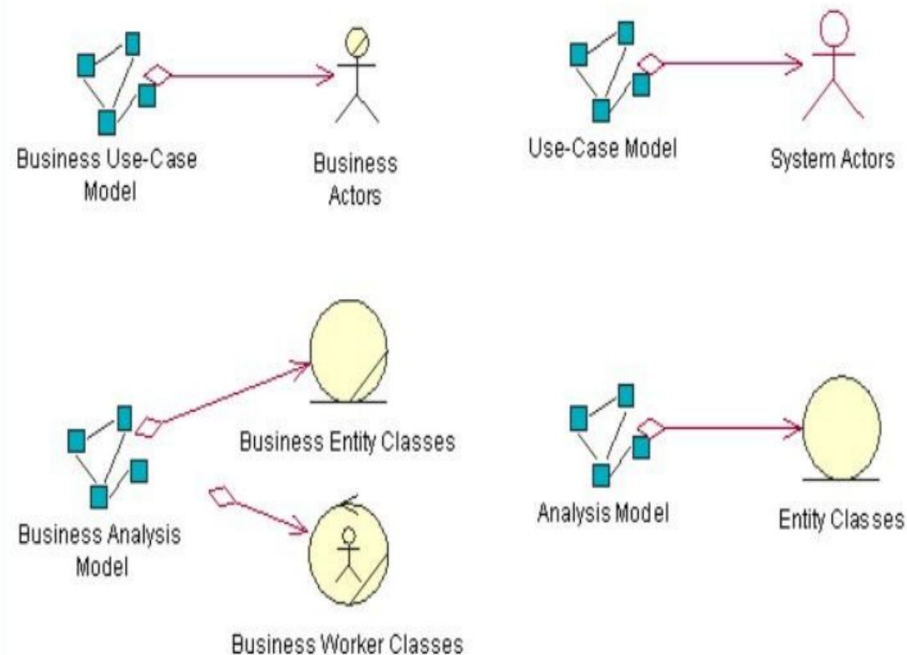 Business Use-Case
Model
Business
Actors
Use-Case Model
System Actors
Business Entity Classes
Business Analysis
Model
Business Worker Classes
Analysis Model
Entity Classes